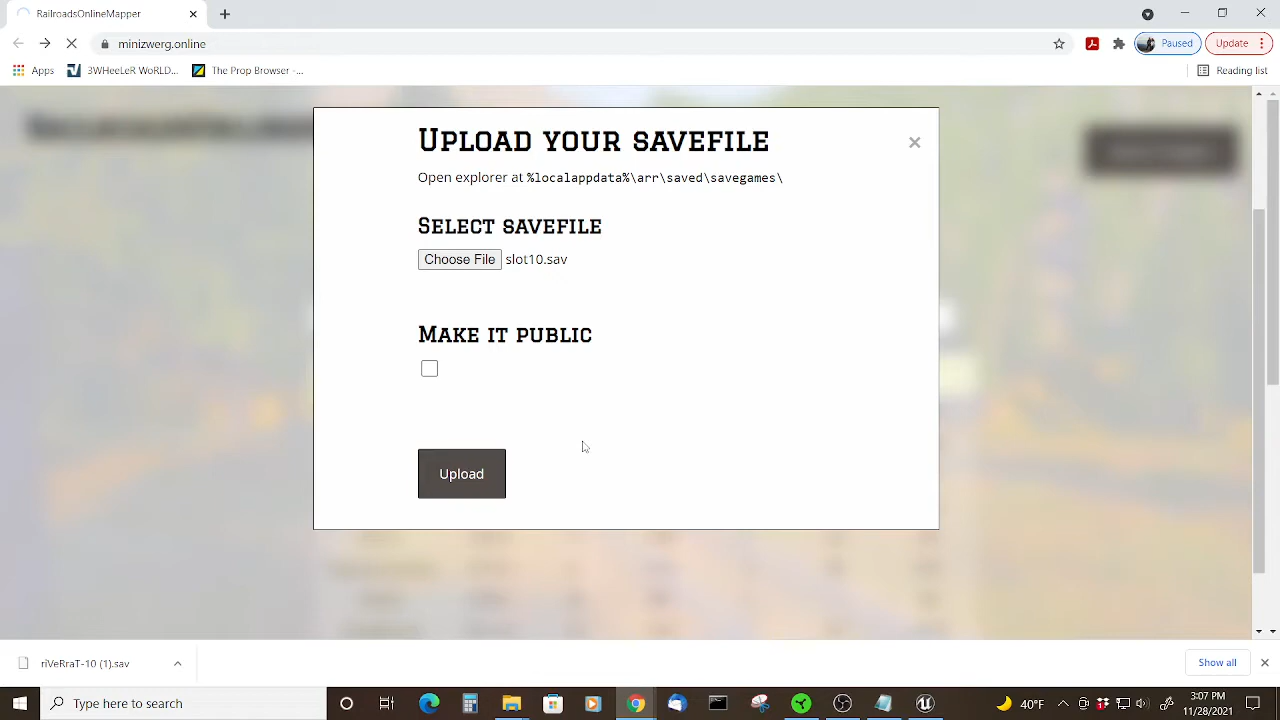 RailroadsOnlineMapper
minizwerg.online
Paused
Update
Apps
3WHeeLeR WoRLD...
The Prop Browser -...
Reading list
Upload your savefile
Open explorer at %localappdata%\arr\saved\savegames\
Select savefile
Choose File slot10.sav
Make it public
Upload
riVeRraT-10 (1).sav
Show all
Type here to search
40°F
3:07 PM
11/28/2021